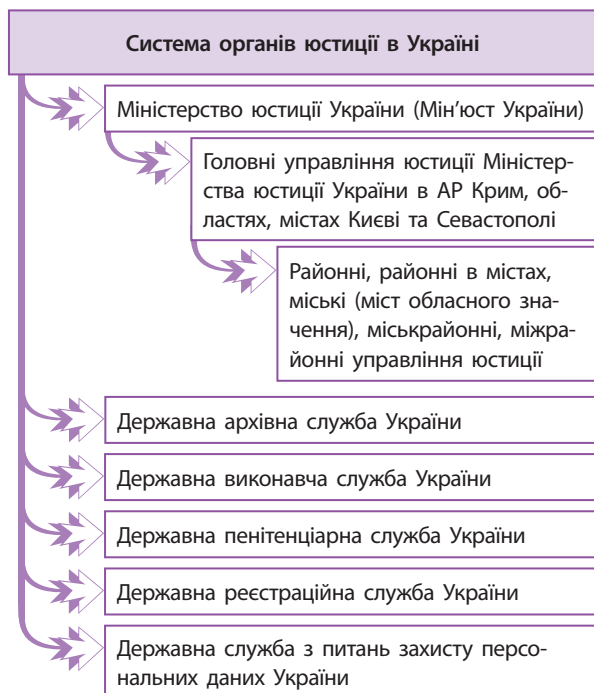 Система органів юстиції в Україні
Міністерство юстиції України (Мін'юст України)
Головні управління юстиції Міністер-
ства юстиції України в АР Крим, об-
ластях, містах Києві та Севастополі
Районні, районні в містах,
міські (міст обласного зна-
чення), міськрайонні, міжра-
йонні управління юстиції
Державна архівна служба України
Державна виконавча служба України
Державна пенітенціарна служба України
Державна реєстраційна служба України
Державна служба з питань захисту персо-
нальних даних України